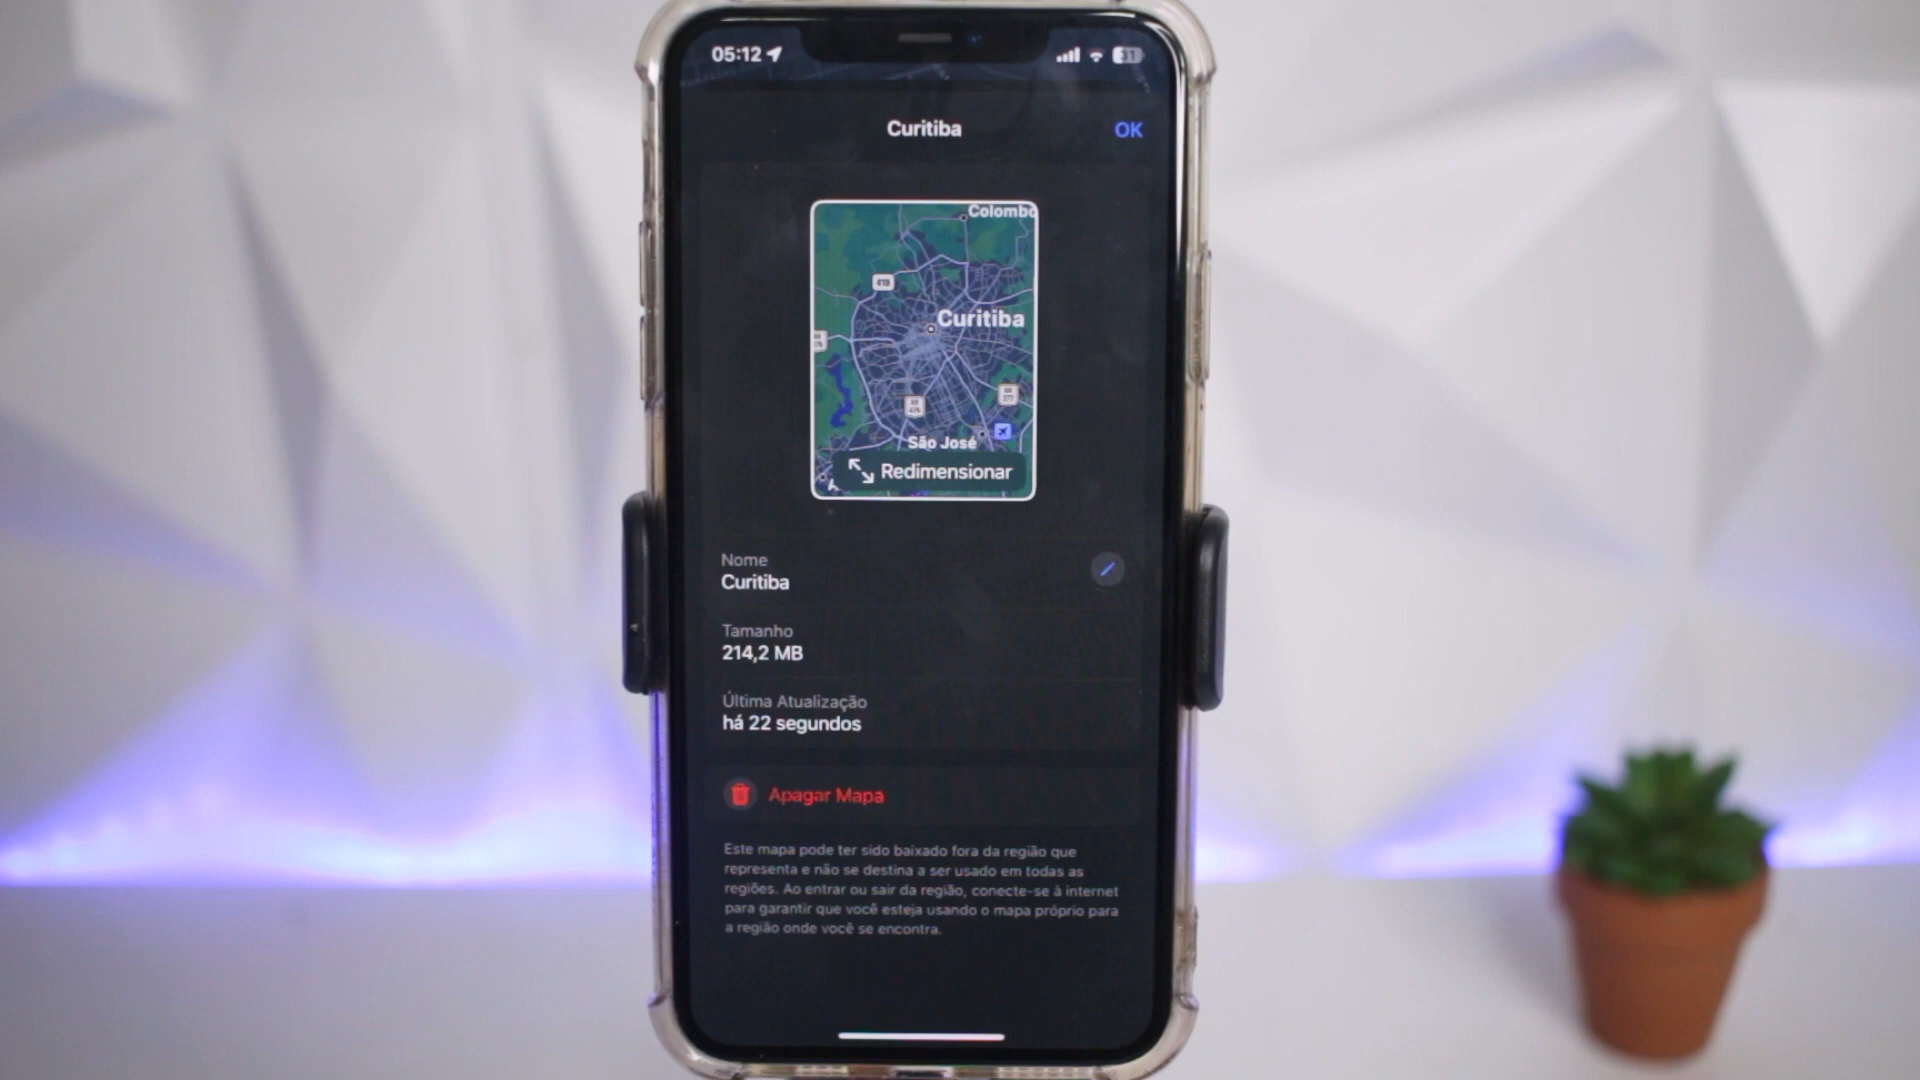 05:12
31
Curitiba
OK
Colombo
418
Curitiba
São José
Redimensionar
Nome
Curitiba
Tamanho
214,2 MB
Última Atualização
há 22 segundos
Apagar Mapa
Este mapa pode ter sido baixado fora da região que
representa e não se destina a ser usado em todas as
regiões. Ao entrar ou sair da região, conecte-se à internet
para garantir que você esteja usando o mapa próprio para
a região onde você se encontra.